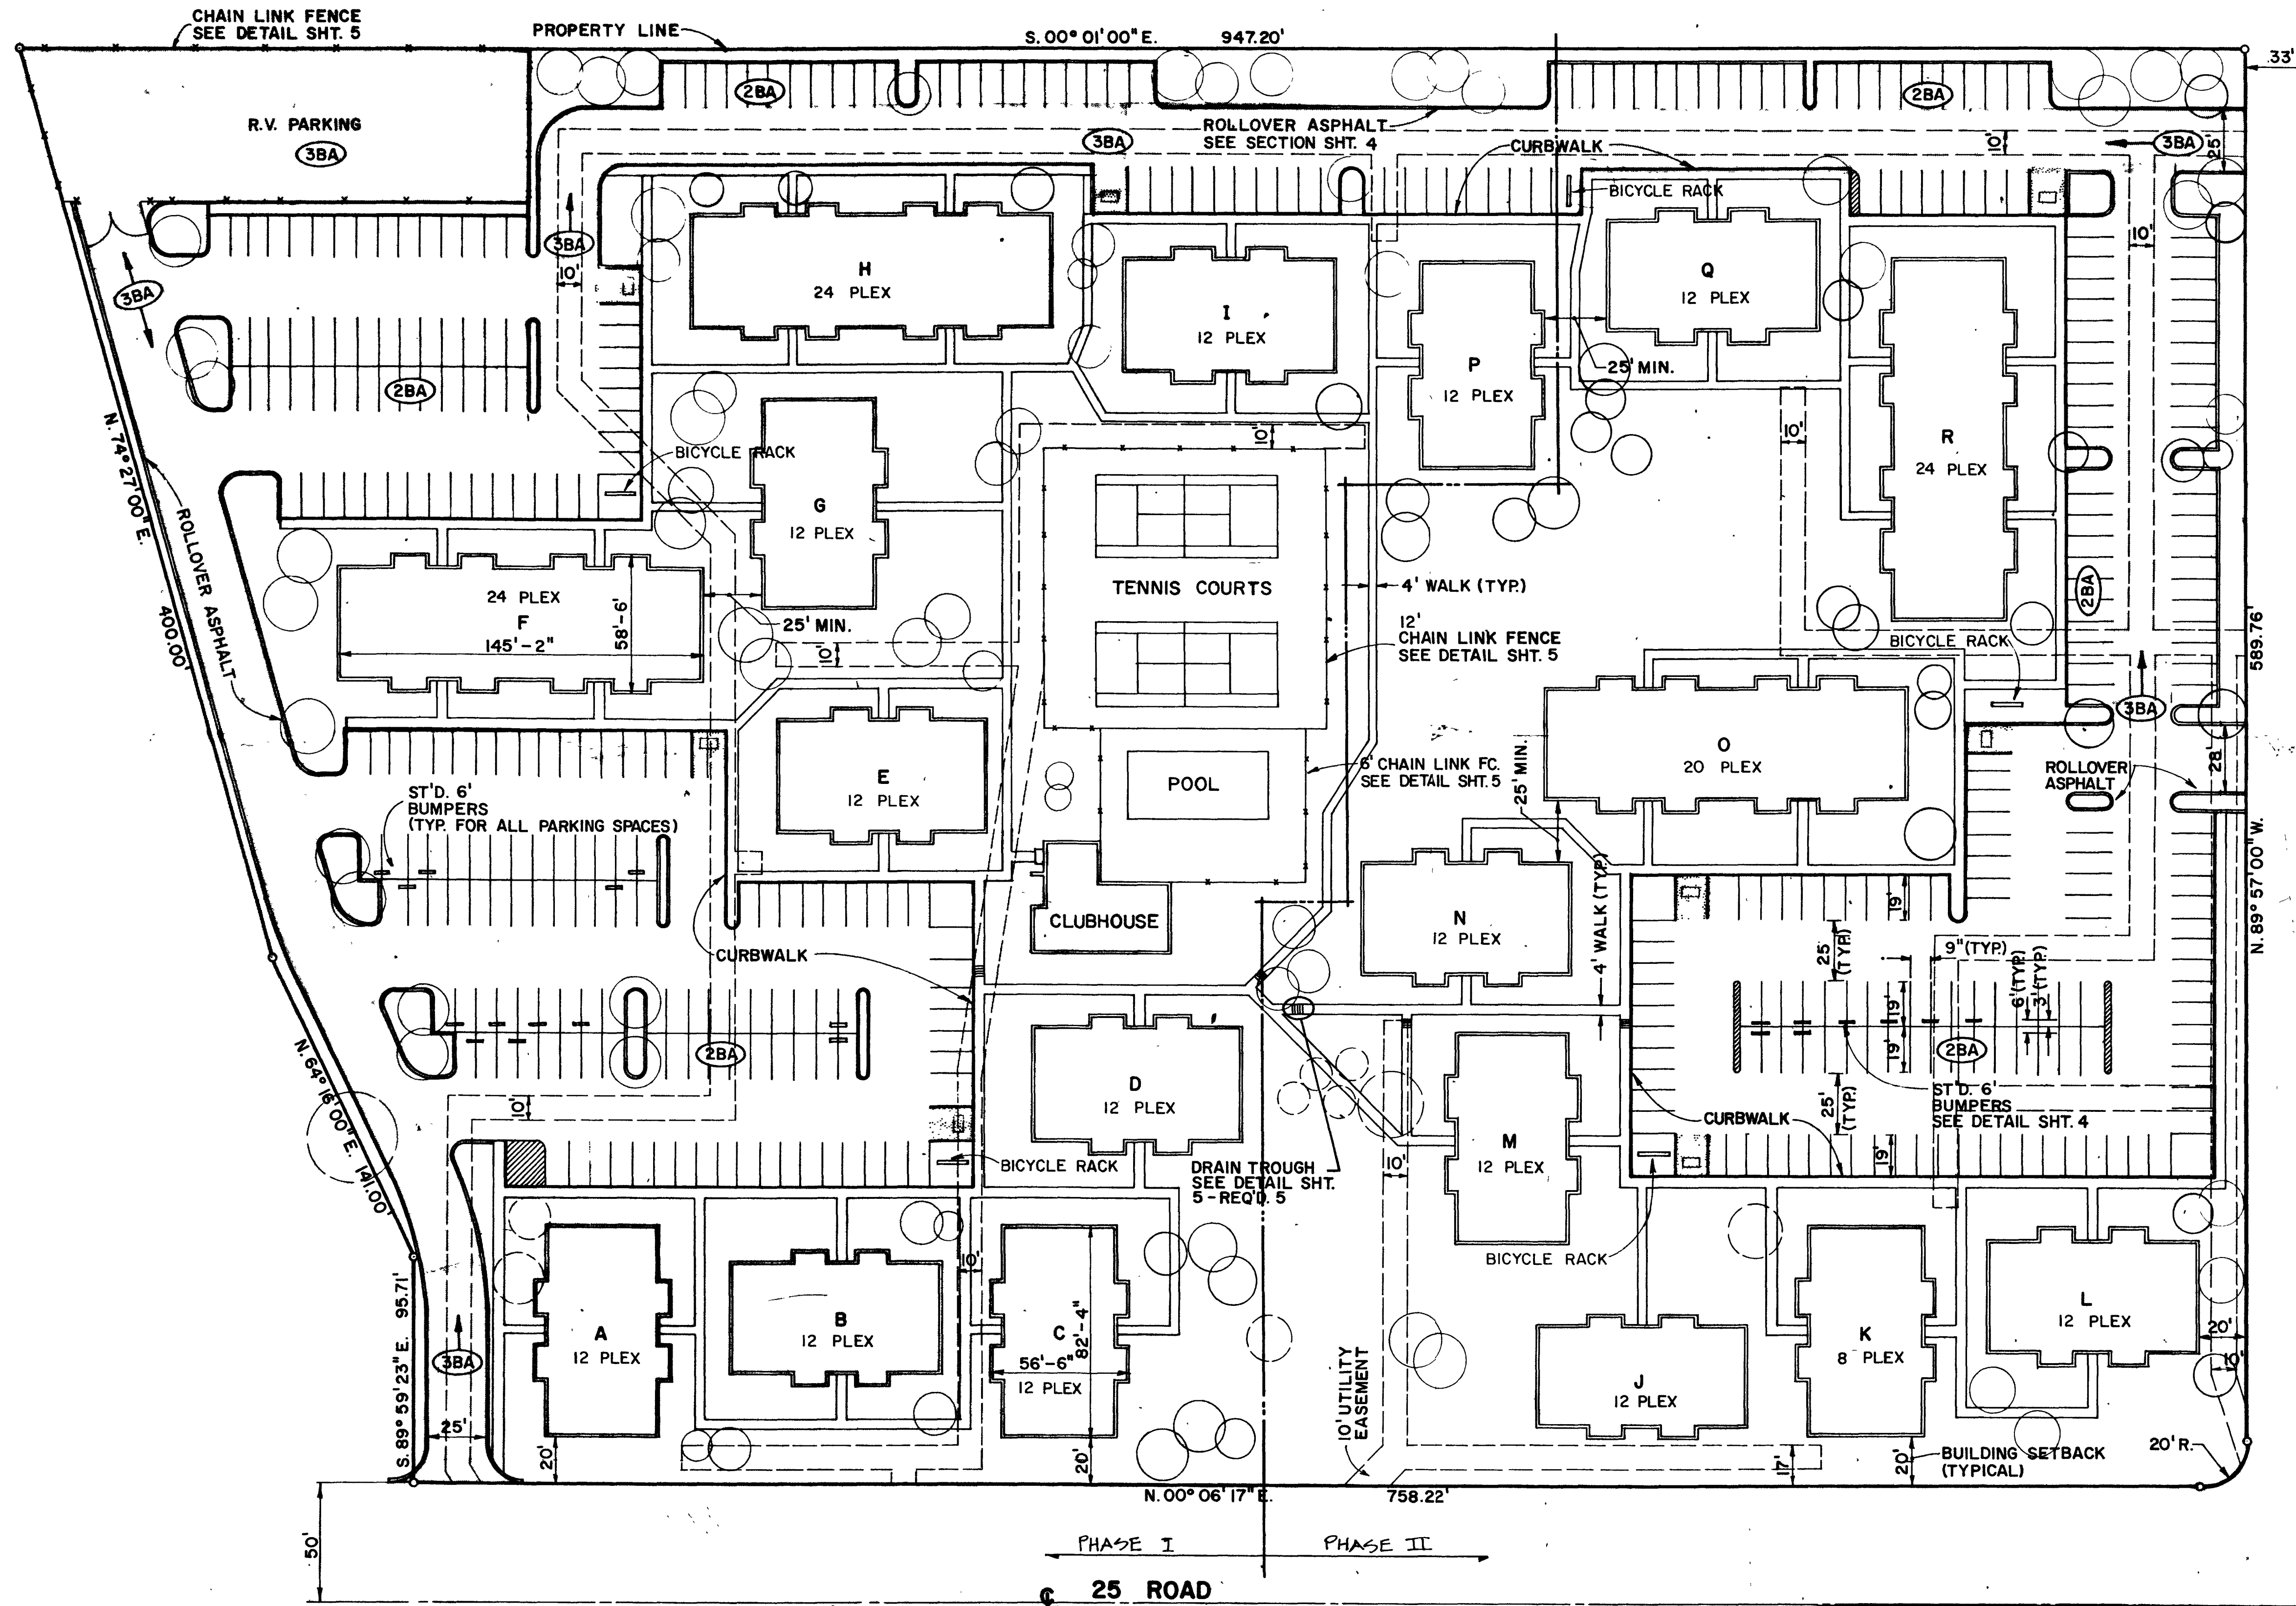 CHAIN LINK FENCE
SEE DETAIL SHT. 5
PROPERTY LINE
S. 00° 01' 00" E. 947.20'
33'
2BA
2BA
R.V. PARKING
3BA
ROLLOVER ASPHALT
SEE SECTION SHT. 4
3BA
CURBWALK
10'
3BA
25'
BICYCLE RACK
3BA
10'
10'
3BA
H
24 PLEX
I
12 PLEX
P
12 PLEX
Q
12 PLEX
25' MIN.
2BA
N. 74° 27' 00" E.
400.00'
ROLLOVER ASPHALT
BICYCLE RACK
10'
10'
R
24 PLEX
G
12 PLEX
TENNIS COURTS
4' WALK (TYP.)
2BA
24 PLEX
F
145'-2"
58'-6"
25' MIN.
10'
12'
CHAIN LINK FENCE
SEE DETAIL SHT. 5
BICYCLE RACK
589.76'
3BA
E
12 PLEX
POOL
6' CHAIN LINK FC.
SEE DETAIL SHT. 5
25' MIN.
O
20 PLEX
ROLLOVER
ASPHALT
28'
ST'D. 6'
BUMPERS
(TYP. FOR ALL PARKING SPACES)
CLUBHOUSE
CURBWALK
N
12 PLEX
4' WALK (TYP.)
19'
25'
(TYP.)
9" (TYP.)
6' (TYP.)
3' (TYP.)
N. 89° 57' 00" W.
19'
19'
2BA
2BA
N. 64° 16' 00" E. 141.00'
10'
D
12 PLEX
M
12 PLEX
CURBWALK
25'
(TYP.)
ST'D. 6'
BUMPERS
SEE DETAIL SHT. 4
19'
BICYCLE RACK
DRAIN TROUGH
SEE DETAIL SHT.
5-REQ'D. 5
10'
BICYCLE RACK
S. 89° 59' 23" E. 95.71'
3BA
25'
A
12 PLEX
B
12 PLEX
10'
C
56'-6"
82'-4"
12 PLEX
J
12 PLEX
K
8 PLEX
L
12 PLEX
20'
10'
20'
20'
10' UTILITY
EASEMENT
17'
20'
BUILDING SETBACK
(TYPICAL)
20' R.
N. 00° 06' 17" E. 758.22'
50'
PHASE I
PHASE II
25 ROAD